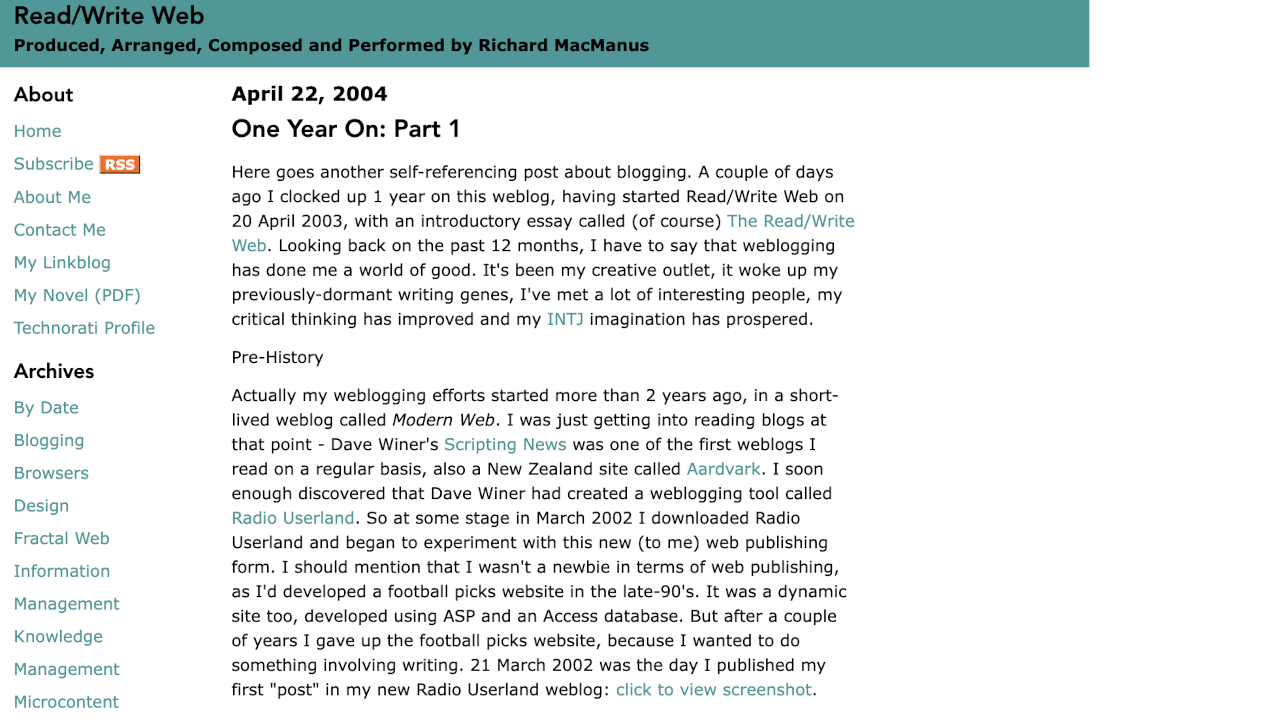 Read/Write Web
Produced, Arranged, Composed and Performed by Richard MacManus
About
Home
Subscribe RSS
About Me
Contact Me
My Linkblog
My Novel (PDF)
Technorati Profile
Archives
By Date
Blogging
Browsers
Design
Fractal Web
Information
Management
Knowledge
Management
Microcontent
April 22, 2004
One Year On: Part 1
Here goes another self-referencing post about blogging. A couple of days
ago I clocked up 1 year on this weblog, having started Read/Write Web on
20 April 2003, with an introductory essay called (of course) The Read/Write
Web. Looking back on the past 12 months, I have to say that weblogging
has done me a world of good. It's been my creative outlet, it woke up my
previously-dormant writing genes, I've met a lot of interesting people, my
critical thinking has improved and my INTJ imagination has prospered.
Pre-History
Actually my weblogging efforts started more than 2 years ago, in a short-
lived weblog called Modern Web. I was just getting into reading blogs at
that point - Dave Winer's Scripting News was one of the first weblogs I
read on a regular basis, also a New Zealand site called Aardvark. I soon
enough discovered that Dave Winer had created a weblogging tool called
Radio Userland. So at some stage in March 2002 I downloaded Radio
Userland and began to experiment with this new (to me) web publishing
form. I should mention that I wasn't a newbie in terms of web publishing,
as I'd developed a football picks website in the late-90's. It was a dynamic
site too, developed using ASP and an Access database. But after a couple
of years I gave up the football picks website, because I wanted to do
something involving writing. 21 March 2002 was the day I published my
first "post" in my new Radio Userland weblog: click to view screenshot.